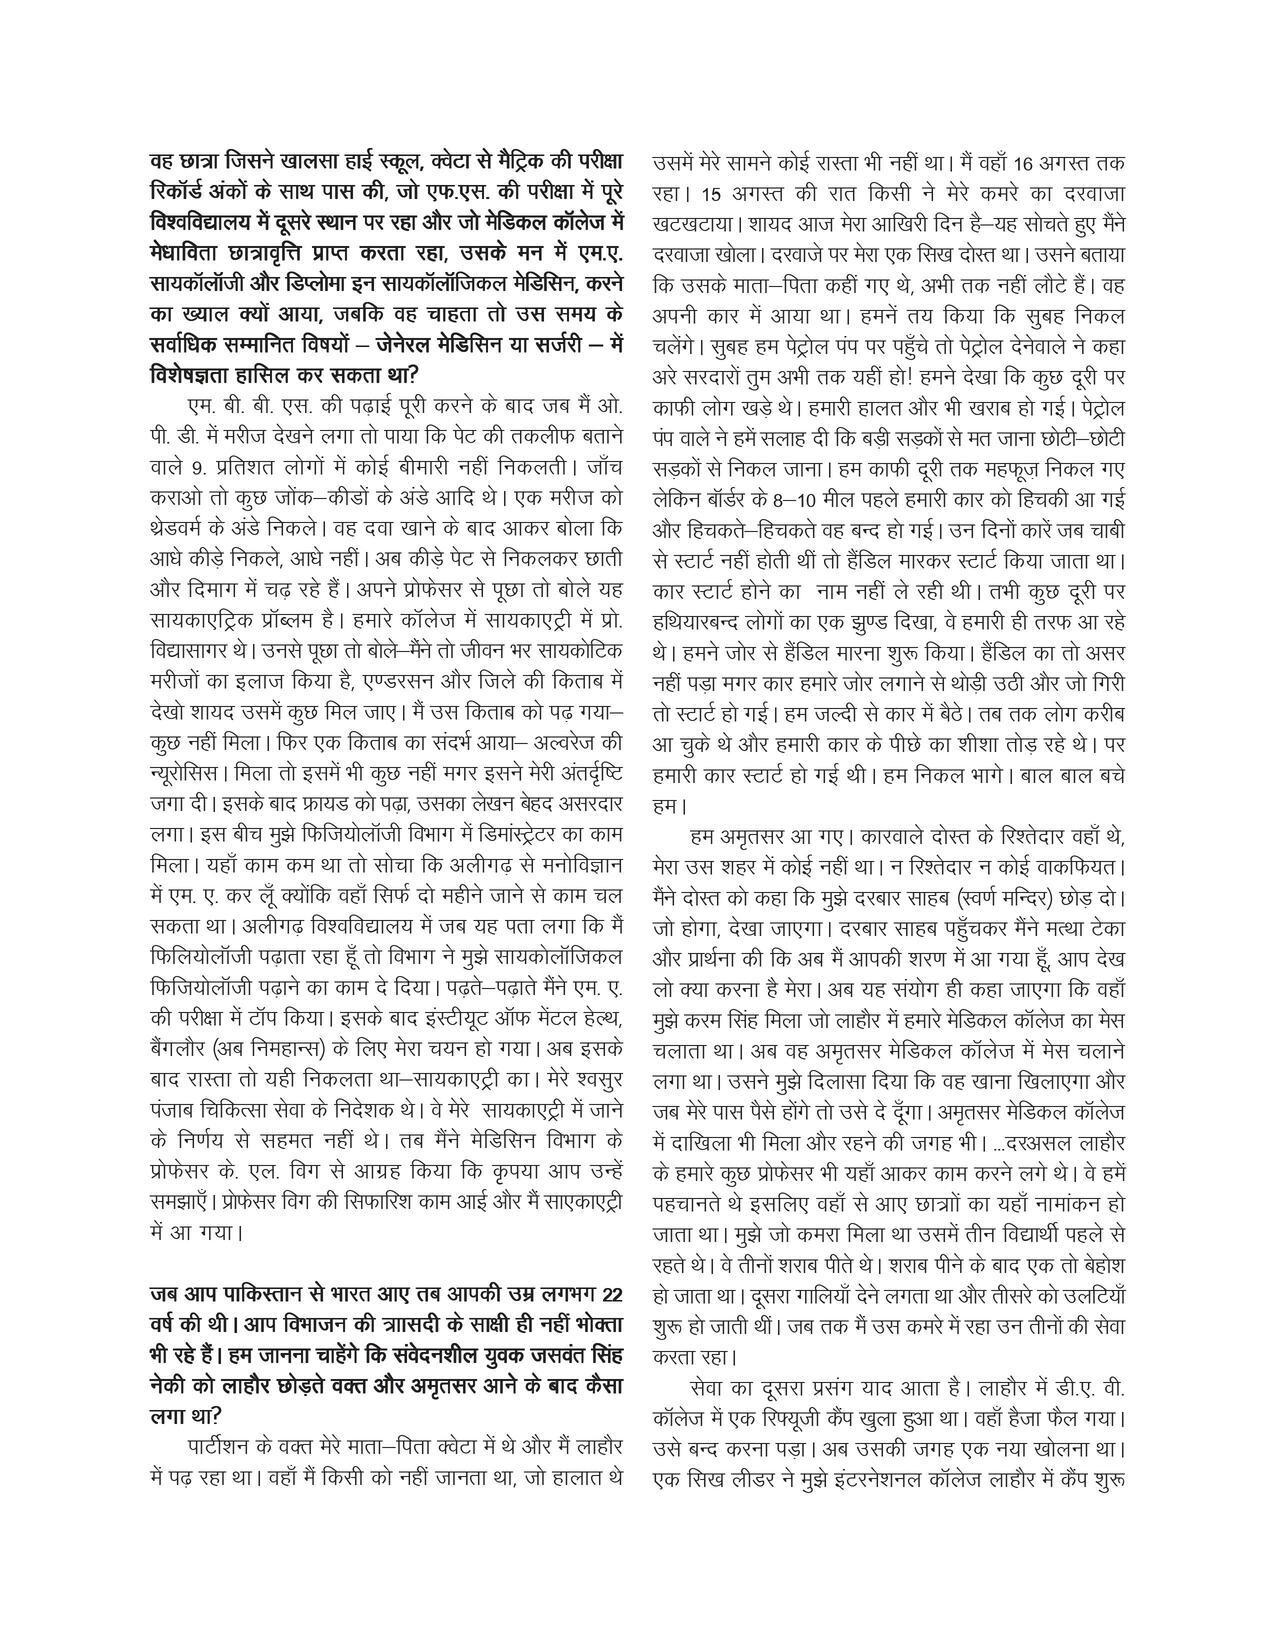 वह छात्रा जिसने खालसा हाई स्कूल, क्वेटा से मैट्रिक की परीक्षा
रिकॉर्ड अंकों के साथ पास की, जो एफ.एस. की परीक्षा में पूरे
विश्वविद्यालय में दूसरे स्थान पर रहा और जो मेडिकल कॉलेज में
मेधाविता छात्रावृत्ति प्राप्त करता रहा, उसके मन में एम.ए.
सायकॉलॉजी और डिप्लोमा इन सायकॉलॉजिकल मेडिसिन, करने
का ख्याल क्यों आया, जबकि वह चाहता तो उस समय के
सर्वाधिक सम्मानित विषयों – जेनेरल मेडिसिन या सर्जरी – में
विशेषज्ञता हासिल कर सकता था?
एम. बी. बी. एस. की पढ़ाई पूरी करने के बाद जब मैं ओ.
पी. डी. में मरीज देखने लगा तो पाया कि पेट की तकलीफ बताने
वाले 9. प्रतिशत लोगों में कोई बीमारी नहीं निकलती। जाँच
कराओ तो कुछ जोंक–कीडों के अंडे आदि थे। एक मरीज को
थ्रेडवर्म के अंडे निकले। वह दवा खाने के बाद आकर बोला कि
आधे कीड़े निकले, आधे नहीं। अब कीड़े पेट से निकलकर छाती
और दिमाग में चढ़ रहे हैं। अपने प्रोफेसर से पूछा तो बोले यह
सायकाएट्रिक प्रॉब्लम है। हमारे कॉलेज में सायकाएट्री में प्रो.
विद्यासागर थे। उनसे पूछा तो बोले–मैंने तो जीवन भर सायकोटिक
मरीजों का इलाज किया है, एण्डरसन और जिले की किताब में
देखो शायद उसमें कुछ मिल जाए। मैं उस किताब को पढ़ गया–
कुछ नहीं मिला। फिर एक किताब का संदर्भ आया– अल्वरेज की
न्यूरोसिस। मिला तो इसमें भी कुछ नहीं मगर इसने मेरी अंतर्दृष्टि
जगा दी। इसके बाद फ्रायड को पढ़ा, उसका लेखन बेहद असरदार
लगा। इस बीच मुझे फिजियोलॉजी विभाग में डिमांस्ट्रेटर का काम
मिला। यहाँ काम कम था तो सोचा कि अलीगढ़ से मनोविज्ञान
में एम. ए. कर लूँ क्योंकि वहाँ सिर्फ दो महीने जाने से काम चल
सकता था। अलीगढ़ विश्वविद्यालय में जब यह पता लगा कि मैं
फिलियोलॉजी पढ़ाता रहा हूँ तो विभाग ने मुझे सायकोलॉजिकल
फिजियोलॉजी पढ़ाने का काम दे दिया। पढ़ते–पढ़ाते मैंने एम. ए.
की परीक्षा में टॉप किया। इसके बाद इंस्टीयूट ऑफ मेंटल हेल्थ,
बैंगलौर (अब निमहान्स) के लिए मेरा चयन हो गया। अब इसके
बाद रास्ता तो यही निकलता था–सायकाएट्री का। मेरे श्वसुर
पंजाब चिकित्सा सेवा के निदेशक थे। वे मेरे सायकाएट्री में जाने
के निर्णय से सहमत नहीं थे। तब मैंने मेडिसिन विभाग के
प्रोफेसर के. एल. विग से आग्रह किया कि कृपया आप उन्हें
समझाएँ। प्रोफेसर विग की सिफारिश काम आई और मैं साएकाएट्री
में आ गया।
जब आप पाकिस्तान से भारत आए तब आपकी उम्र लगभग 22
वर्ष की थी। आप विभाजन की त्राासदी के साक्षी ही नहीं भोक्ता
भी रहे हैं। हम जानना चाहेंगे कि संवेदनशील युवक जसवंत सिंह
नेकी को लाहौर छोड़ते वक्त और अमृतसर आने के बाद कैसा
लगा था?
पार्टीशन के वक्त मेरे माता–पिता क्वेटा में थे और मैं लाहौर
में पढ़ रहा था। वहाँ मैं किसी को नहीं जानता था, जो हालात थे
उसमें मेरे सामने कोई रास्ता भी नहीं था। मैं वहाँ 16 अगस्त तक
रहा। 15 अगस्त की रात किसी ने मेरे कमरे का दरवाजा
खटखटाया। शायद आज मेरा आखिरी दिन है–यह सोचते हुए मैंने
दरवाजा खोला। दरवाजे पर मेरा एक सिख दोस्त था। उसने बताया
कि उसके माता–पिता कहीं गए थे, अभी तक नहीं लौटे हैं। वह
अपनी कार में आया था। हमनें तय किया कि सुबह निकल
चलेंगे। सुबह हम पेट्रोल पंप पर पहुँचे तो पेट्रोल देनेवाले ने कहा
अरे सरदारों तुम अभी तक यहीं हो! हमने देखा कि कुछ दूरी पर
काफी लोग खड़े थे। हमारी हालत और भी खराब हो गई। पेट्रोल
पंप वाले ने हमें सलाह दी कि बड़ी सड़कों से मत जाना छोटी–छोटी
सड़कों से निकल जाना। हम काफी दूरी तक महफूज़ निकल गए
लेकिन बॉर्डर के 8–10 मील पहले हमारी कार को हिचकी आ गई
और हिचकते–हिचकते वह बन्द हो गई। उन दिनों कारें जब चाबी
से स्टार्ट नहीं होती थीं तो हैंडिल मारकर स्टार्ट किया जाता था।
कार स्टार्ट होने का नाम नहीं ले रही थी। तभी कुछ दूरी पर
हथियारबन्द लोगों का एक झुण्ड दिखा, वे हमारी ही तरफ आ रहे
थे। हमने जोर से हैंडिल मारना शुरू किया। हैंडिल का तो असर
नहीं पड़ा मगर कार हमारे जोर लगाने से थोड़ी उठी और जो गिरी
तो स्टार्ट हो गई। हम जल्दी से कार में बैठे। तब तक लोग करीब
आ चुके थे और हमारी कार के पीछे का शीशा तोड़ रहे थे। पर
हमारी कार स्टार्ट हो गई थी। हम निकल भागे। बाल बाल बचे
हम।
हम अमृतसर आ गए। कारवाले दोस्त के रिश्तेदार वहाँ थे,
मेरा उस शहर में कोई नहीं था। न रिश्तेदार न कोई वाकफियत।
मैंने दोस्त को कहा कि मुझे दरबार साहब (स्वर्ण मन्दिर) छोड़ दो।
जो होगा, देखा जाएगा। दरबार साहब पहुँचकर मैंने मत्था टेका
और प्रार्थना की कि अब मैं आपकी शरण में आ गया हूँ, आप देख
लो क्या करना है मेरा। अब यह संयोग ही कहा जाएगा कि वहाँ
मुझे करम सिंह मिला जो लाहौर में हमारे मेडिकल कॉलेज का मेस
चलाता था। अब वह अमृतसर मेडिकल कॉलेज में मेस चलाने
लगा था। उसने मुझे दिलासा दिया कि वह खाना खिलाएगा और
जब मेरे पास पैसे होंगे तो उसे दे दूँगा। अमृतसर मेडिकल कॉलेज
में दाखिला भी मिला और रहने की जगह भी। ...दरअसल लाहौर
के हमारे कुछ प्रोफेसर भी यहाँ आकर काम करने लगे थे। वे हमें
पहचानते थे इसलिए वहाँ से आए छात्राों का यहाँ नामांकन हो
जाता था। मुझे जो कमरा मिला था उसमें तीन विद्यार्थी पहले से
रहते थे। वे तीनों शराब पीते थे। शराब पीने के बाद एक तो बेहोश
हो जाता था। दूसरा गालियाँ देने लगता था और तीसरे को उलटियाँ
शुरू हो जाती थीं। जब तक मैं उस कमरे में रहा उन तीनों की सेवा
करता रहा।
सेवा का दूसरा प्रसंग याद आता है। लाहौर में डी.ए. वी.
कॉलेज में एक रिफ्यूजी कैंप खुला हुआ था। वहाँ हैजा फैल गया।
उसे बन्द करना पड़ा। अब उसकी जगह एक नया खोलना था।
एक सिख लीडर ने मुझे इंटरनेशनल कॉलेज लाहौर में कैंप शुरू